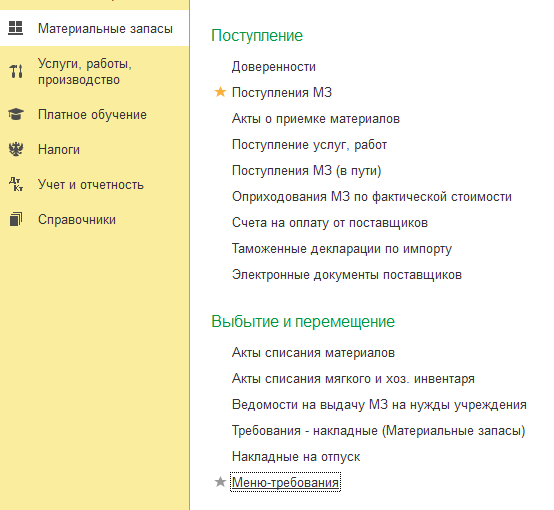 Материальные запасы
Услуги, работы,
производство
Платное обучение
Налоги
Дт
Кт
Учет и отчетность
Справочники
Поступление
Доверенности
Поступления МЗ
Акты о приемке материалов
Поступление услуг, работ
Поступления МЗ (в пути)
Оприходования МЗ по фактической стоимости
Счета на оплату от поставщиков
Таможенные декларации по импорту
Электронные документы поставщиков
Выбытие и перемещение
Акты списания материалов
Акты списания мягкого и хоз. инвентаря
Ведомости на выдачу МЗ на нужды учреждения
Требования - накладные (Материальные запасы)
Накладные на отпуск
Меню-требования